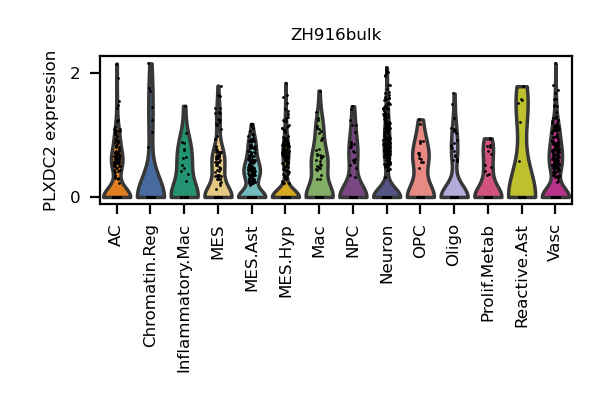 ZH916bulk
PLXDC2 expression
2
0
AC
Chromatin.Reg
Inflammatory.Mac
MES
MES.Ast
MES.Hyp
Mac
NPC
Neuron
OPC
Oligo
Prolif.Metab
Reactive.Ast
Vasc